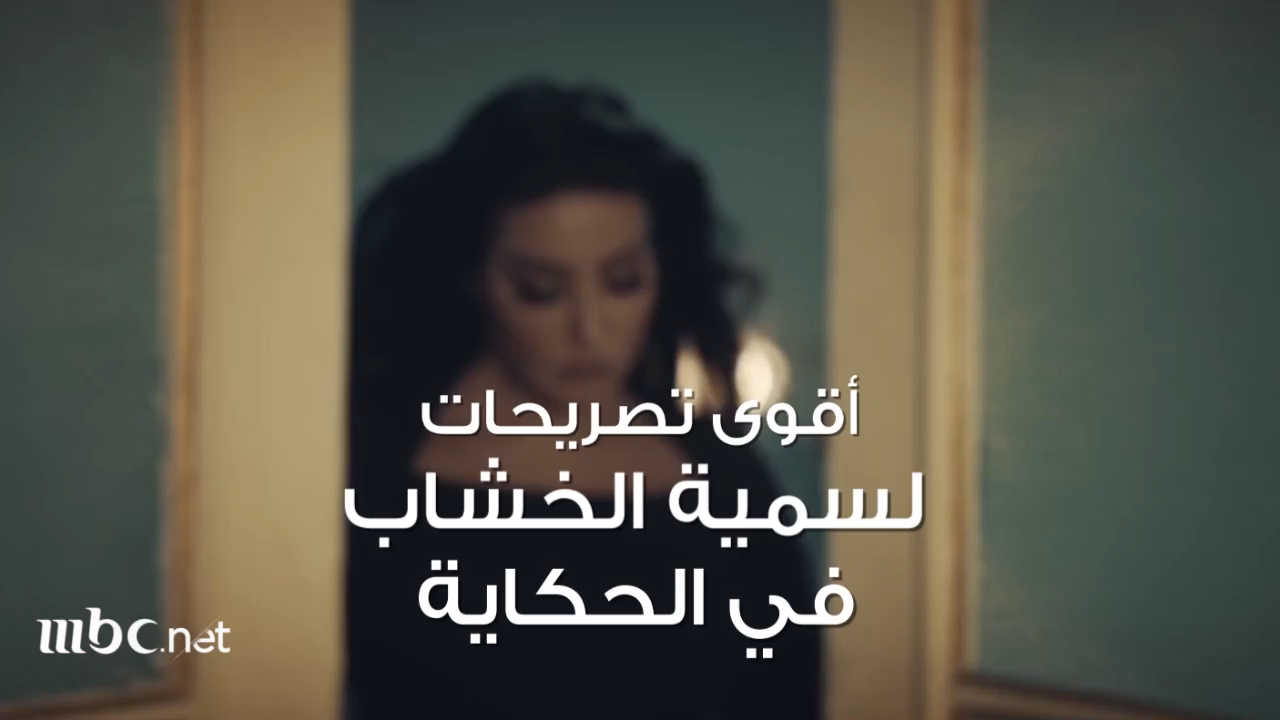 أقوى تصريحات
لسمية الخشاب
في الحكاية
mbc.net